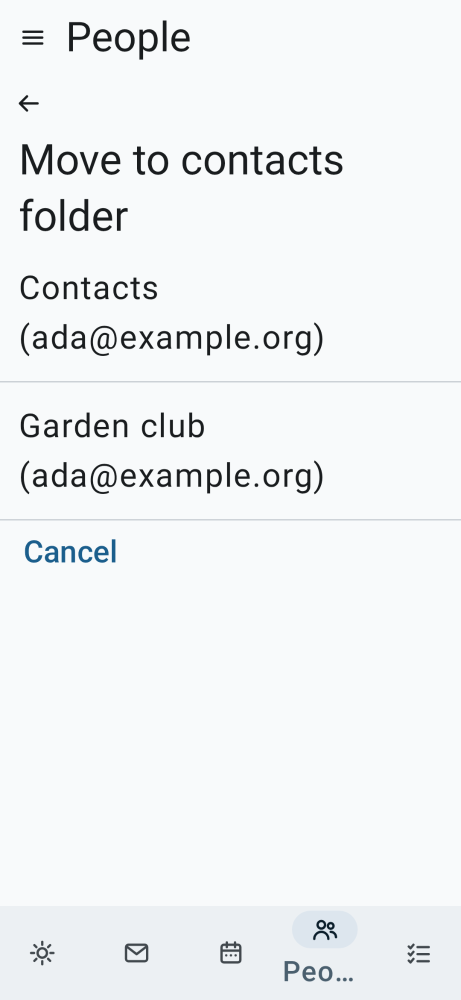 People
Move to contacts
folder
Contacts
(ada@example.org)
Garden club
(ada@example.org)
Cancel
Peo...